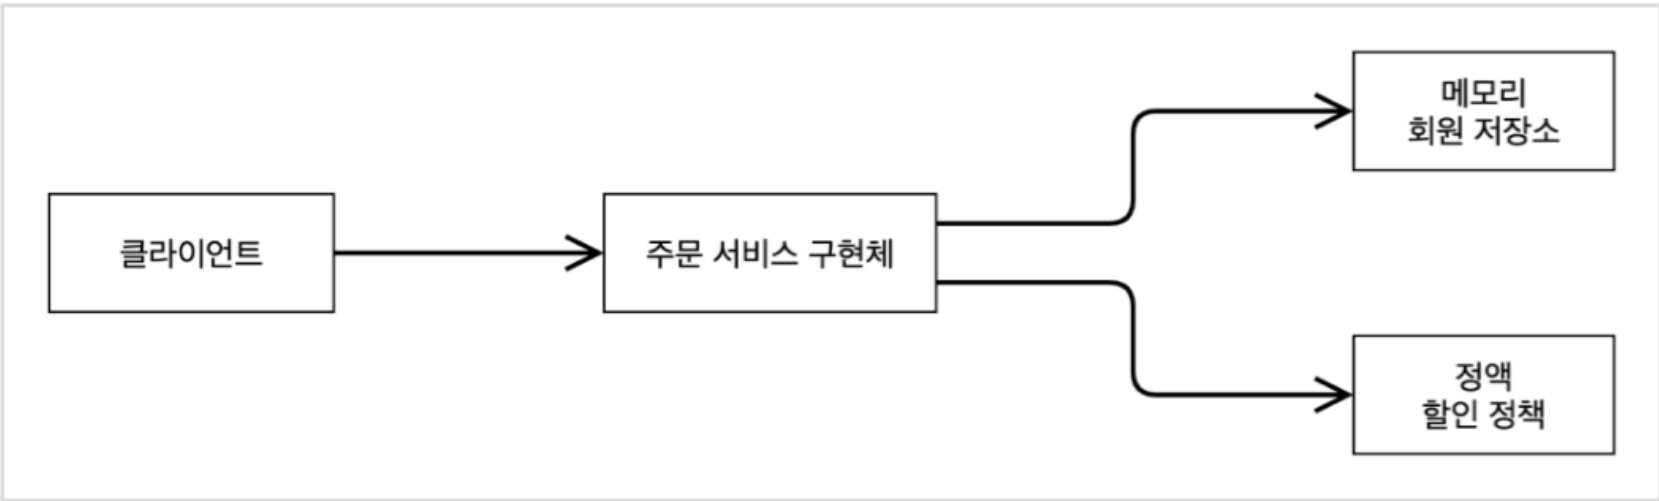 클라이언트
주문 서비스 구현체
메모리
회원 저장소
정액
할인 정책